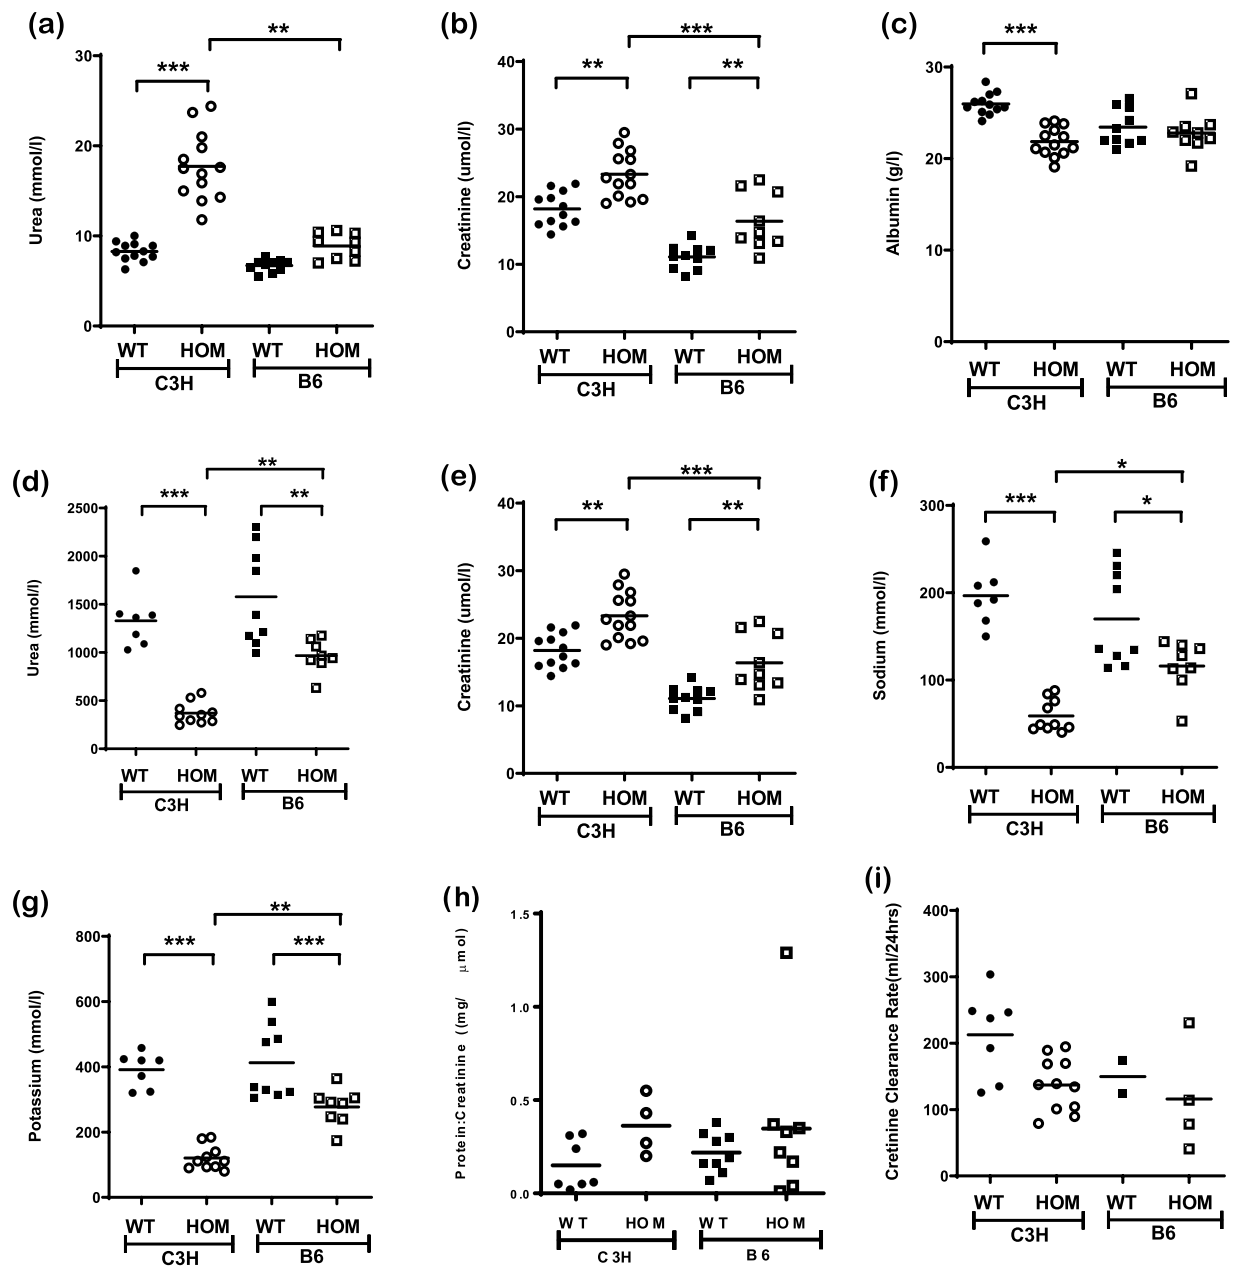 (a)
**
***
30
20
10
0
Urea (mmol/l)
WT HOM WT HOM
C3H B6
(b)
***
** **
40
30
20
10
0
Creatinine (umol/l)
WT HOM WT HOM
C3H B6
(c)
***
30
20
10
0
Albumin (g/l)
WT HOM WT HOM
C3H B6
(d)
**
*** **
2500
2000
1500
1000
500
0
Urea (mmol/l)
WT HOM WT HOM
C3H B6
(e)
***
** **
40
30
20
10
0
Creatinine (umol/l)
WT HOM WT HOM
C3H B6
(f)
*
*** *
300
200
100
0
Sodium (mmol/l)
WT HOM WT HOM
C3H B6
(g)
**
*** ***
800
600
400
200
0
Potassium (mmol/l)
WT HOM WT HOM
C3H B6
(h)
1.5
1.0
0.5
0.0
Protein:Creatinine ((mg/ μmol)
WT HOM WT HOM
C3H B6
(i)
400
300
200
100
0
Cretinine Clearance Rate(ml/24hrs)
WT HOM WT HOM
C3H B6